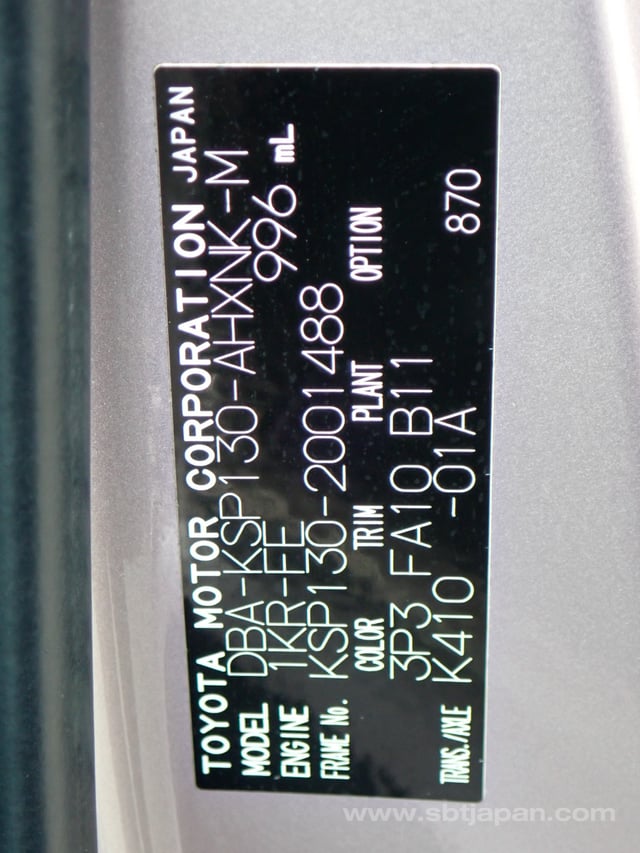 TOYOTA MOTOR CORPORATION JAPAN
MODEL DBA-KSP130-AHXNK-M
ENGINE 1KR-FE 996 mL
FRAME No. KSP130-2001488
COLOR TRIM PLANT OPTION
3P3 FA10 B11
TRANS./AXLE K410 -01A 870
www.sbtjapan.com